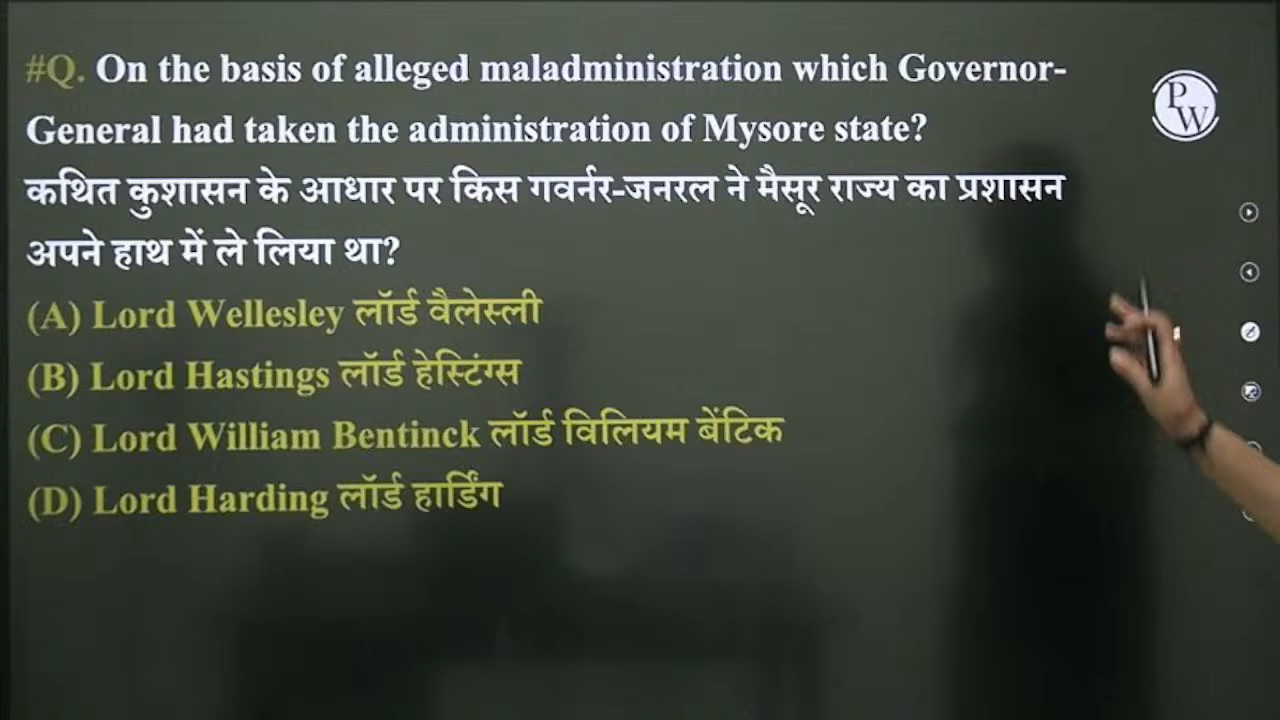 #Q. On the basis of alleged maladministration which Governor-
General had taken the administration of Mysore state?
कथित कुशासन के आधार पर किस गवर्नर-जनरल ने मैसूर राज्य का प्रशासन
अपने हाथ में ले लिया था?
(A) Lord Wellesley लॉर्ड वैलेस्ली
(B) Lord Hastings लॉर्ड हेस्टिंग्स
(C) Lord William Bentinck लॉर्ड विलियम बेंटिक
(D) Lord Harding लॉर्ड हार्डिंग
PW